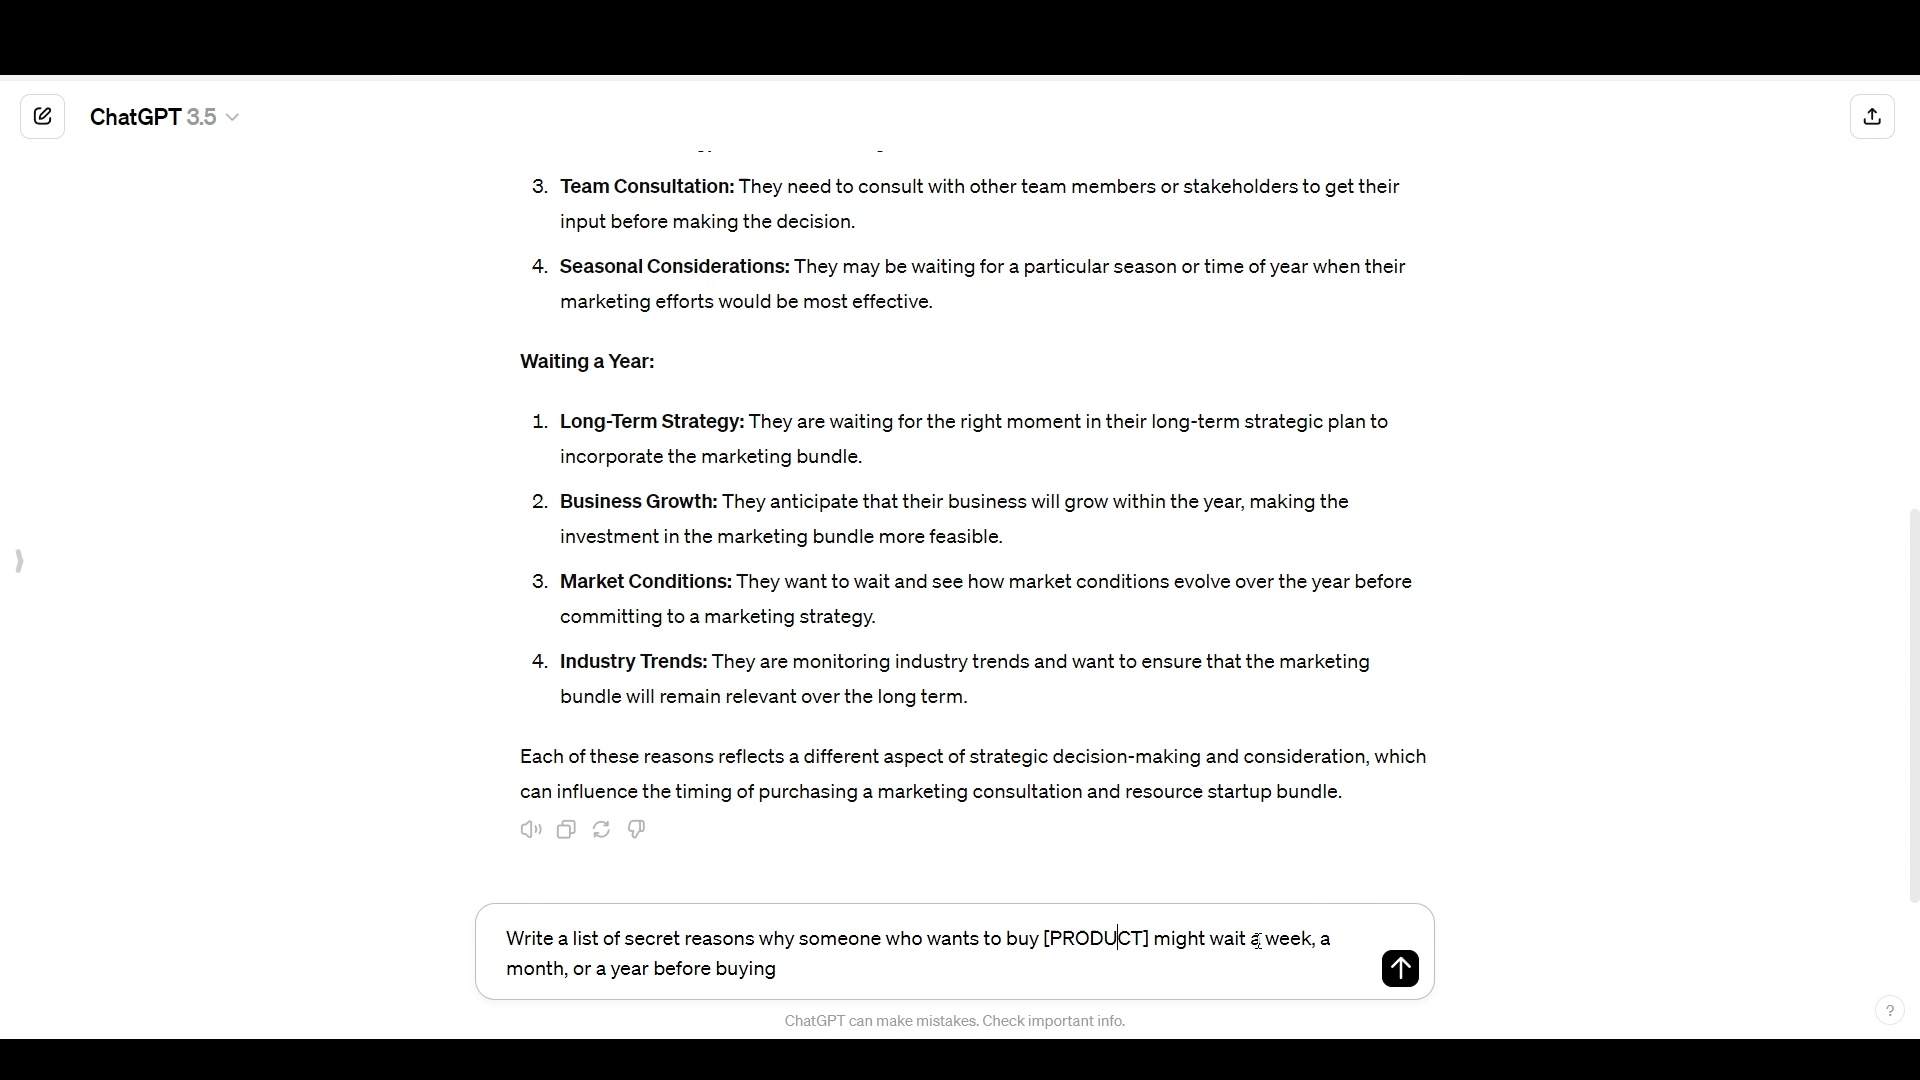 ChatGPT 3.5
3. Team Consultation: They need to consult with other team members or stakeholders to get their
input before making the decision.
4. Seasonal Considerations: They may be waiting for a particular season or time of year when their
marketing efforts would be most effective.
Waiting a Year:
1. Long-Term Strategy: They are waiting for the right moment in their long-term strategic plan to
incorporate the marketing bundle.
2. Business Growth: They anticipate that their business will grow within the year, making the
investment in the marketing bundle more feasible.
3. Market Conditions: They want to wait and see how market conditions evolve over the year before
committing to a marketing strategy.
4. Industry Trends: They are monitoring industry trends and want to ensure that the marketing
bundle will remain relevant over the long term.
Each of these reasons reflects a different aspect of strategic decision-making and consideration, which
can influence the timing of purchasing a marketing consultation and resource startup bundle.
Write a list of secret reasons why someone who wants to buy [PRODUCT] might wait a week, a
month, or a year before buying
ChatGPT can make mistakes. Check important info.
?